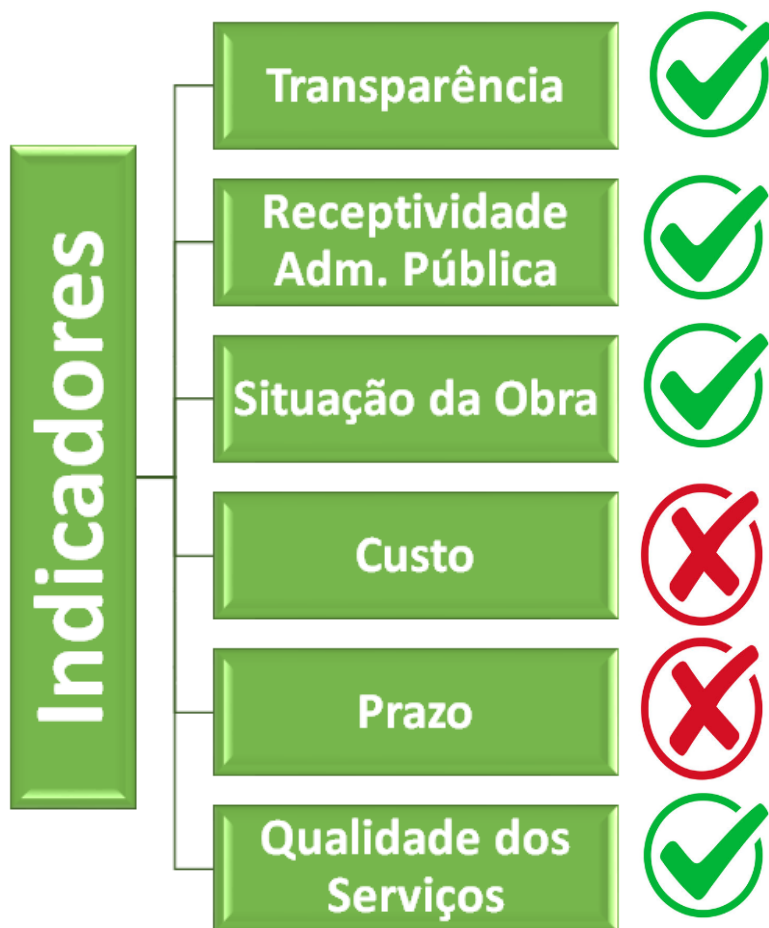 Indicadores
Transparência
Receptividade
Adm. Pública
Situação da Obra
Custo
Prazo
Qualidade dos
Serviços